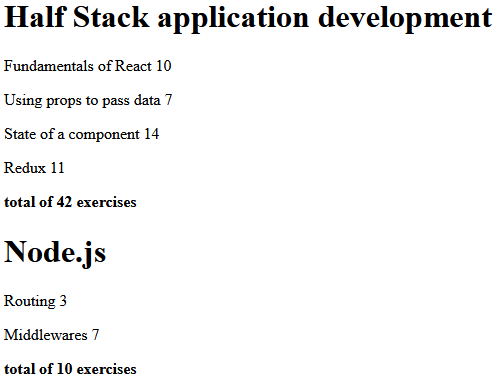 Half Stack application development
Fundamentals of React 10
Using props to pass data 7
State of a component 14
Redux 11
total of 42 exercises
Node.js
Routing 3
Middlewares 7
total of 10 exercises